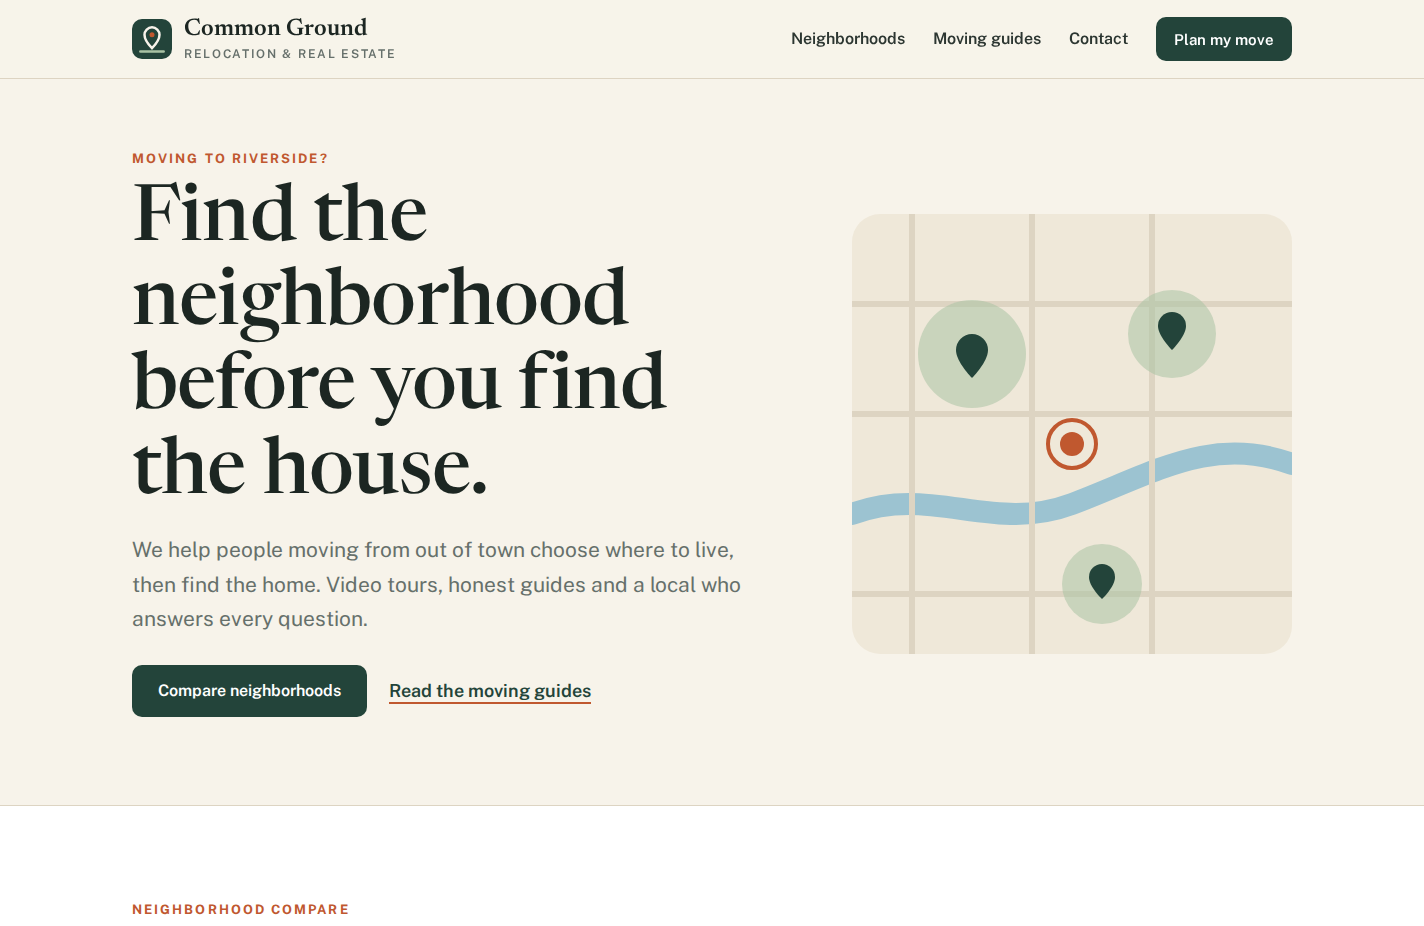 Common Ground
RELOCATION & REAL ESTATE
Neighborhoods
Moving guides
Contact
Plan my move
MOVING TO RIVERSIDE?
Find the
neighborhood
before you find
the house.
We help people moving from out of town choose where to live,
then find the home. Video tours, honest guides and a local who
answers every question.
Compare neighborhoods
Read the moving guides
NEIGHBORHOOD COMPARE